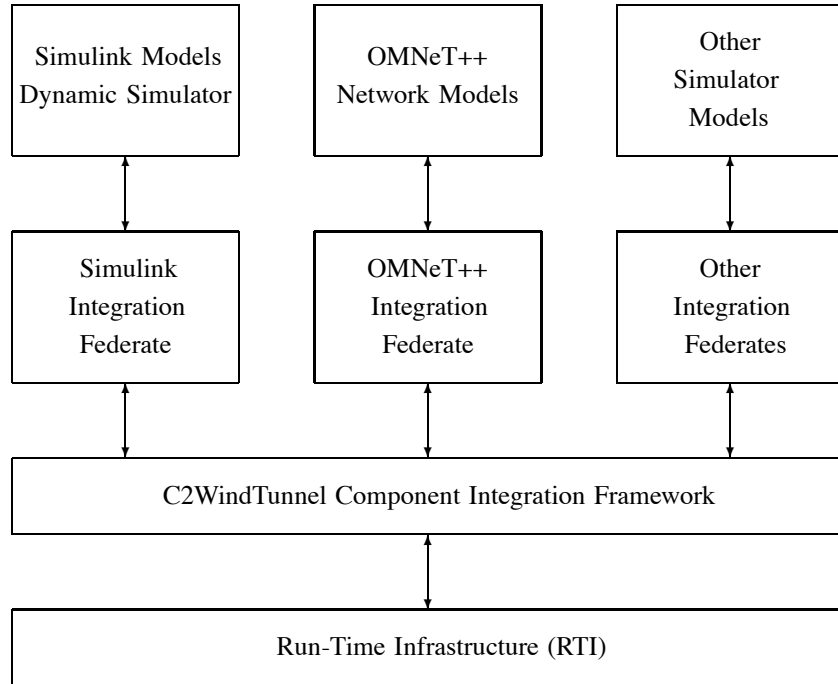 Simulink Models
Dynamic Simulator
OMNeT++
Network Models
Other
Simulator
Models
Simulink
Integration
Federate
OMNeT++
Integration
Federate
Other
Integration
Federates
C2WindTunnel Component Integration Framework
Run-Time Infrastructure (RTI)